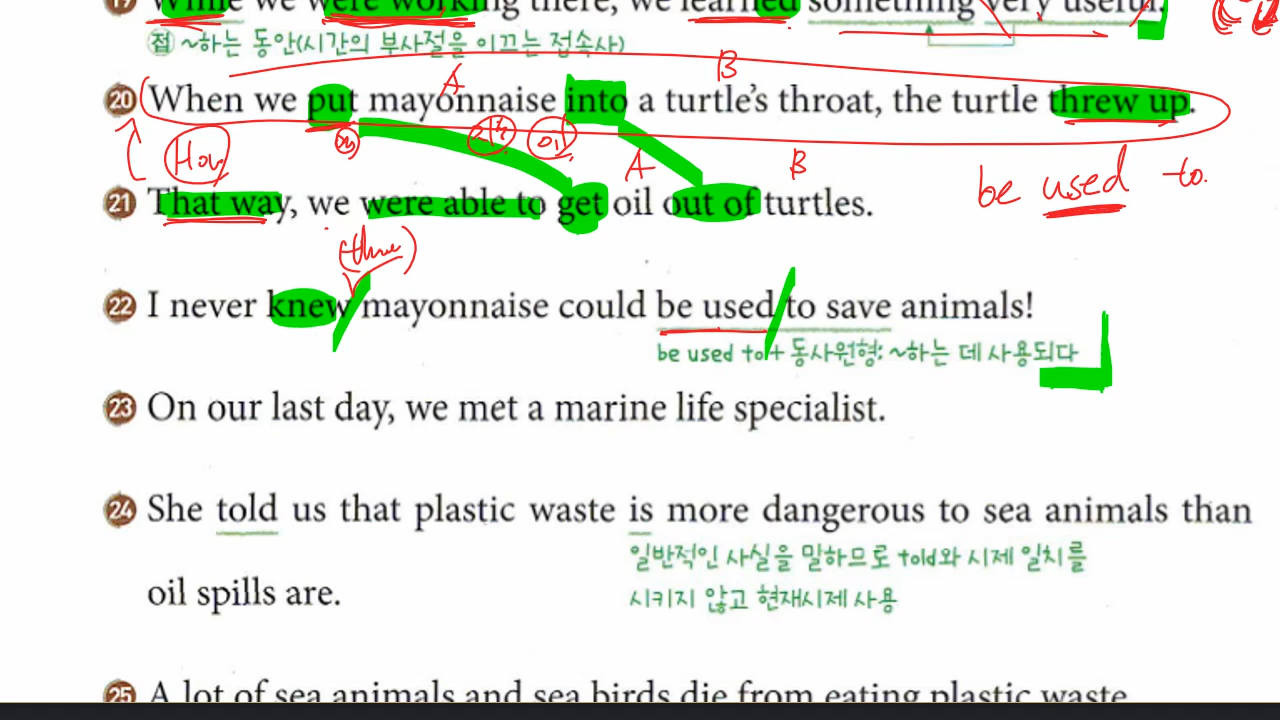 19 While we were working there, we learned something very useful.
접 ~하는 동안(시간의 부사절을 이끄는 접속사)
A B
20 When we put mayonnaise into a turtle's throat, the turtle threw up.
How
A B
be used to.
21 That way, we were able to get oil out of turtles.
22 I never knew mayonnaise could be used to save animals!
be used to + 동사원형: ~하는 데 사용되다
23 On our last day, we met a marine life specialist.
24 She told us that plastic waste is more dangerous to sea animals than
일반적인 사실을 말하므로 told와 시제 일치를
oil spills are.
시키지 않고 현재시제 사용
25 A lot of sea animals and sea birds die from eating plastic waste